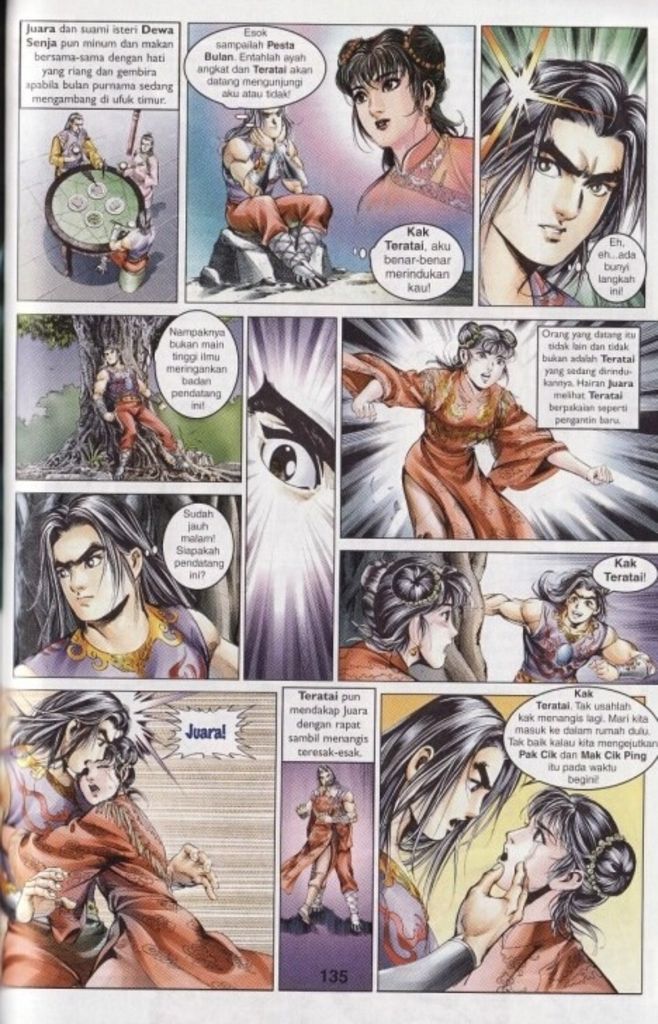 Juara dan suami isteri Dewa
Senja pun minum dan makan
bersama-sama dengan hati
yang riang dan gembira
apabila bulan purnama sedang
mengambang di ufuk timur.
Esok
sampailah Pesta
Bulan. Entahlah ayah
angkat dan Teratai akan
datang mengunjungi
aku atau tidak!
Kak
Teratai, aku
benar-benar
merindukan
kau!
Eh,
eh...ada
bunyi
langkah
ini!
Nampaknya
bukan main
tinggi ilmu
meringankan
badan
pendatang
ini!
Sudah
jauh
malam!
Siapakah
pendatang
ini?
Orang yang datang itu
tidak lain dan tidak
bukan adalah Teratai
yang sedang dirindu-
kannya. Hairan Juara
melihat Teratai
berpakaian seperti
pengantin baru.
Kak
Teratai!
Juara!
Teratai pun
mendakap Juara
dengan rapat
sambil menangis
teresak-esak.
Kak
Teratai. Tak usahlah
kak menangis lagi. Mari kita
masuk ke dalam rumah dulu.
Tak baik kalau kita mengejutkan
Pak Cik dan Mak Cik Ping
itu pada waktu
begini!
135